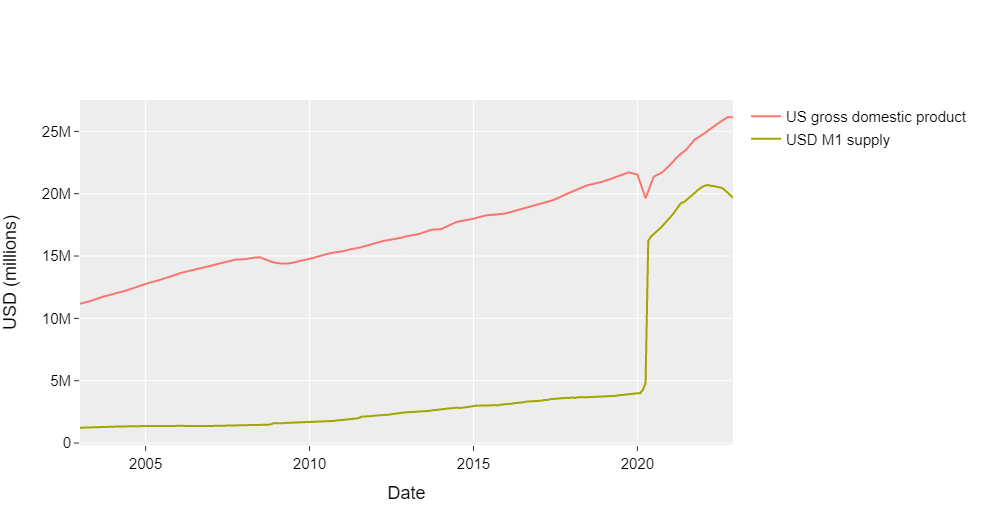 US gross domestic product
USD M1 supply
USD (millions)
25M
20M
15M
10M
5M
0
2005
2010
2015
2020
Date